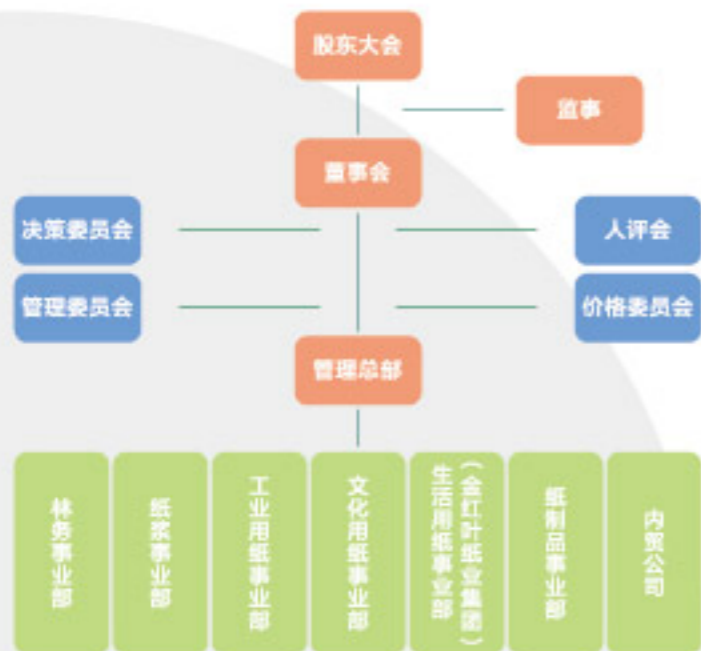 股东大会
监事
董事会
决策委员会
人评会
管理委员会
价格委员会
管理总部
林务事业部
纸浆事业部
工业用纸事业部
文化用纸事业部
生活用纸事业部
（金红叶纸业集团）
纸制品事业部
内贸公司